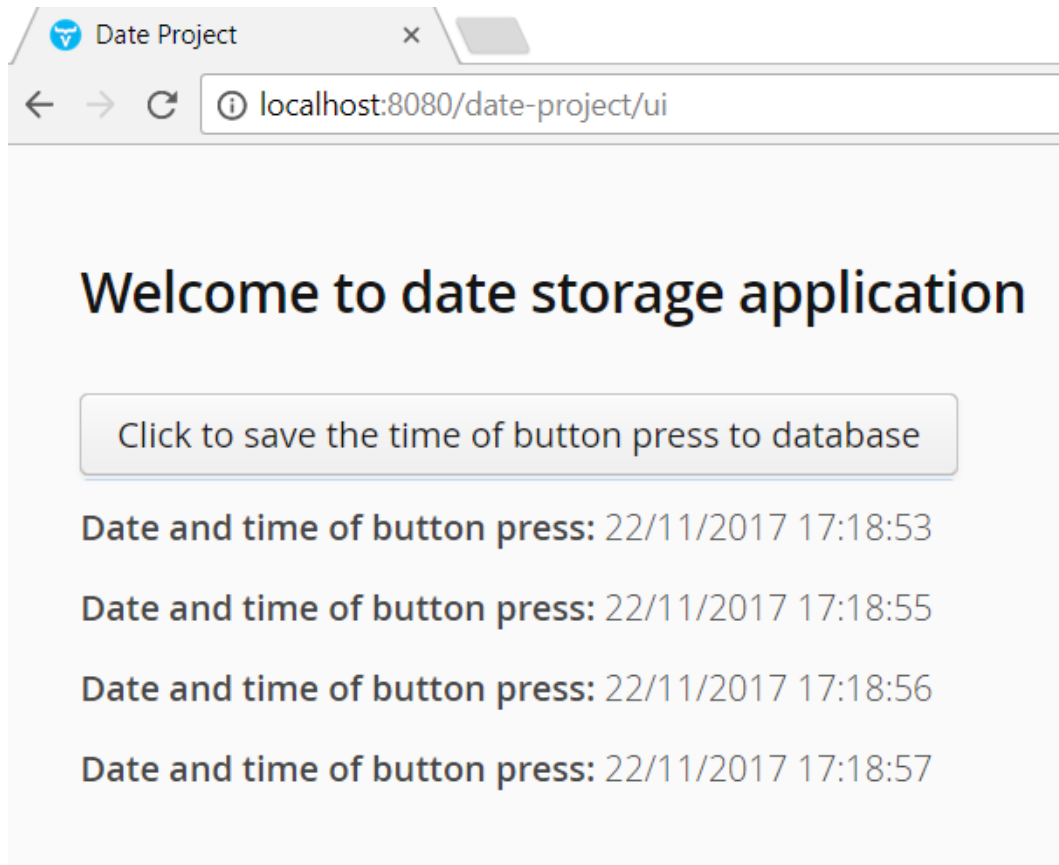 Date Project
localhost:8080/date-project/ui
Welcome to date storage application
Click to save the time of button press to database
Date and time of button press: 22/11/2017 17:18:53
Date and time of button press: 22/11/2017 17:18:55
Date and time of button press: 22/11/2017 17:18:56
Date and time of button press: 22/11/2017 17:18:57